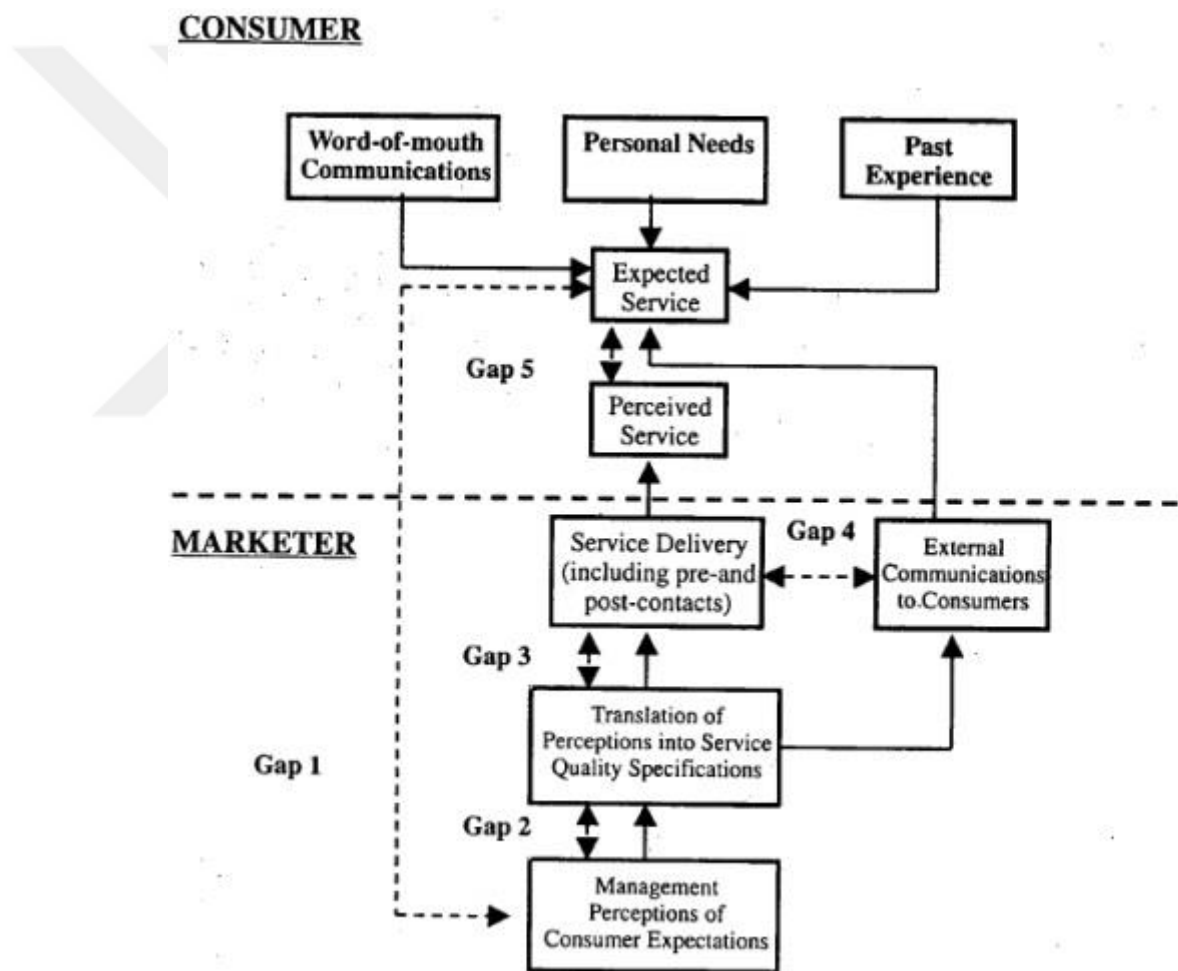 CONSUMER
Word-of-mouth
Communications
Personal Needs
Past
Experience
Expected
Service
Gap 5
Perceived
Service
MARKETER
Service Delivery
(including pre-and
post-contacts)
Gap 4
External
Communications
to.Consumers
Gap 3
Translation of
Perceptions into Service
Quality Specifications
Gap 1
Gap 2
Management
Perceptions of
Consumer Expectations